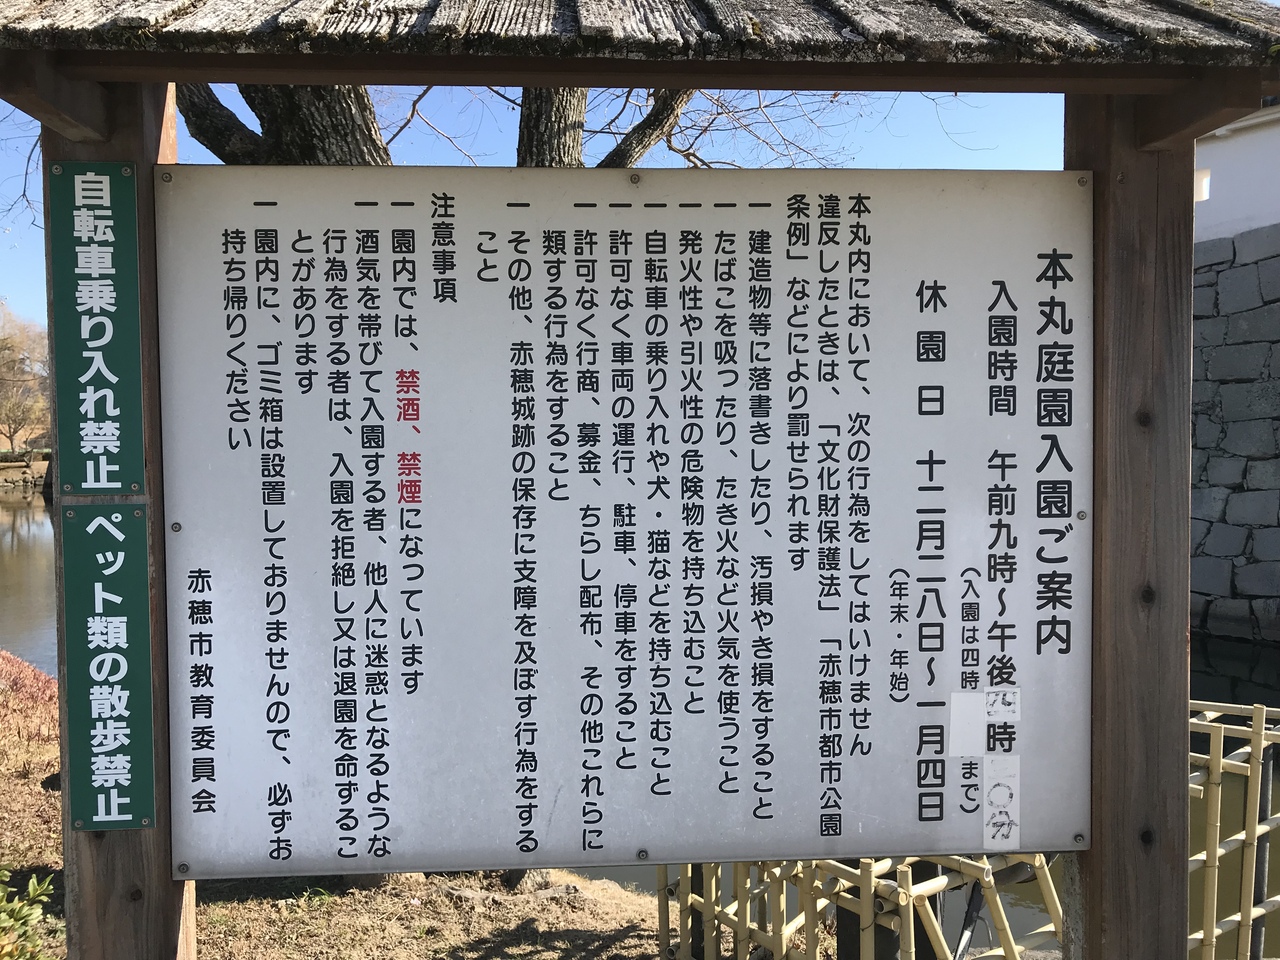 本丸庭園入園ご案内
入園時間 午前九時〜午後四時三〇分
（入園は四時まで）
休園日 十二月二八日〜一月四日
（年末・年始）
本丸内において、次の行為をしてはいけません
違反したときは、「文化財保護法」「赤穂市都市公園
条例」などにより罰せられます
一 建造物等に落書きしたり、汚損やき損をすること
一 たばこを吸ったり、たき火など火気を使うこと
一 発火性や引火性の危険物を持ち込むこと
一 自転車の乗り入れや犬・猫などを持ち込むこと
一 許可なく車両の運行、駐車、停車をすること
一 許可なく行商、募金、ちらし配布、その他これらに
類する行為をすること
一 その他、赤穂城跡の保存に支障を及ぼす行為をする
こと
注意事項
一 園内では、禁酒、禁煙になつています
一 酒気を帯びて入園する者、他人に迷惑となるような
行為をする者は、入園を拒絶し又は退園を命ずるこ
とがあります
一 園内に、ゴミ箱は設置しておりませんので、必ずお
持ち帰りください
赤穂市教育委員会
自転車乗り入れ禁止
ペット類の散歩禁止